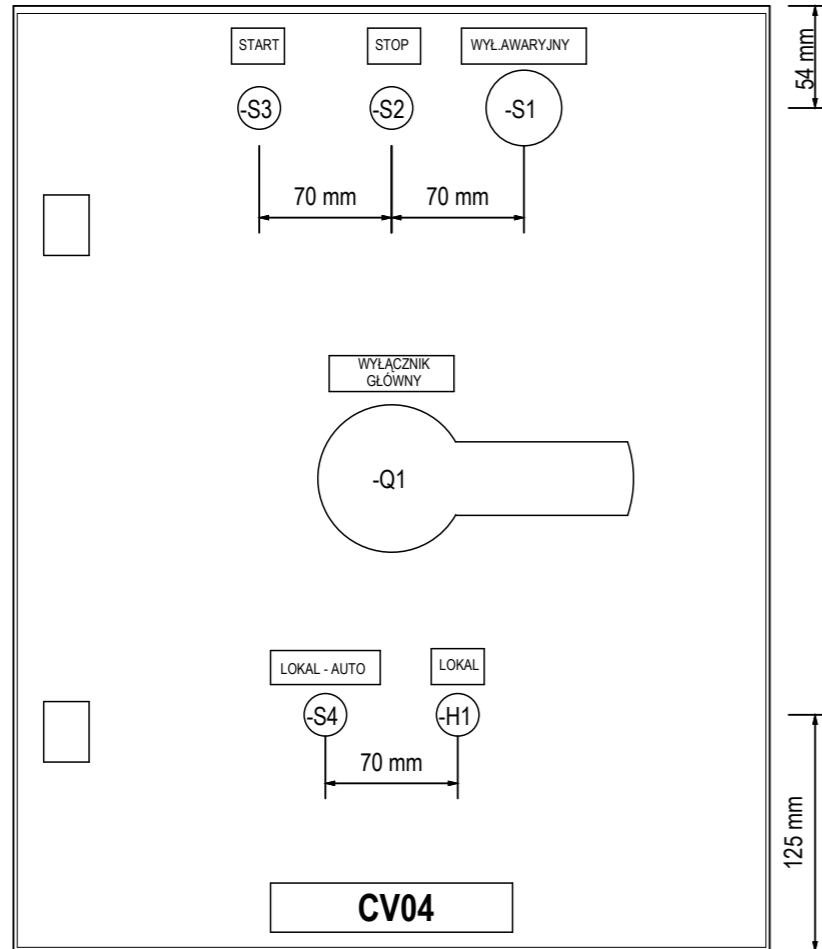 START
STOP
WYŁ.AWARYJNY
54 mm
-S3
-S2
-S1
70 mm
70 mm
WYŁĄCZNIK
GŁÓWNY
-Q1
LOKAL - AUTO
LOKAL
-S4
-H1
70 mm
125 mm
CV04